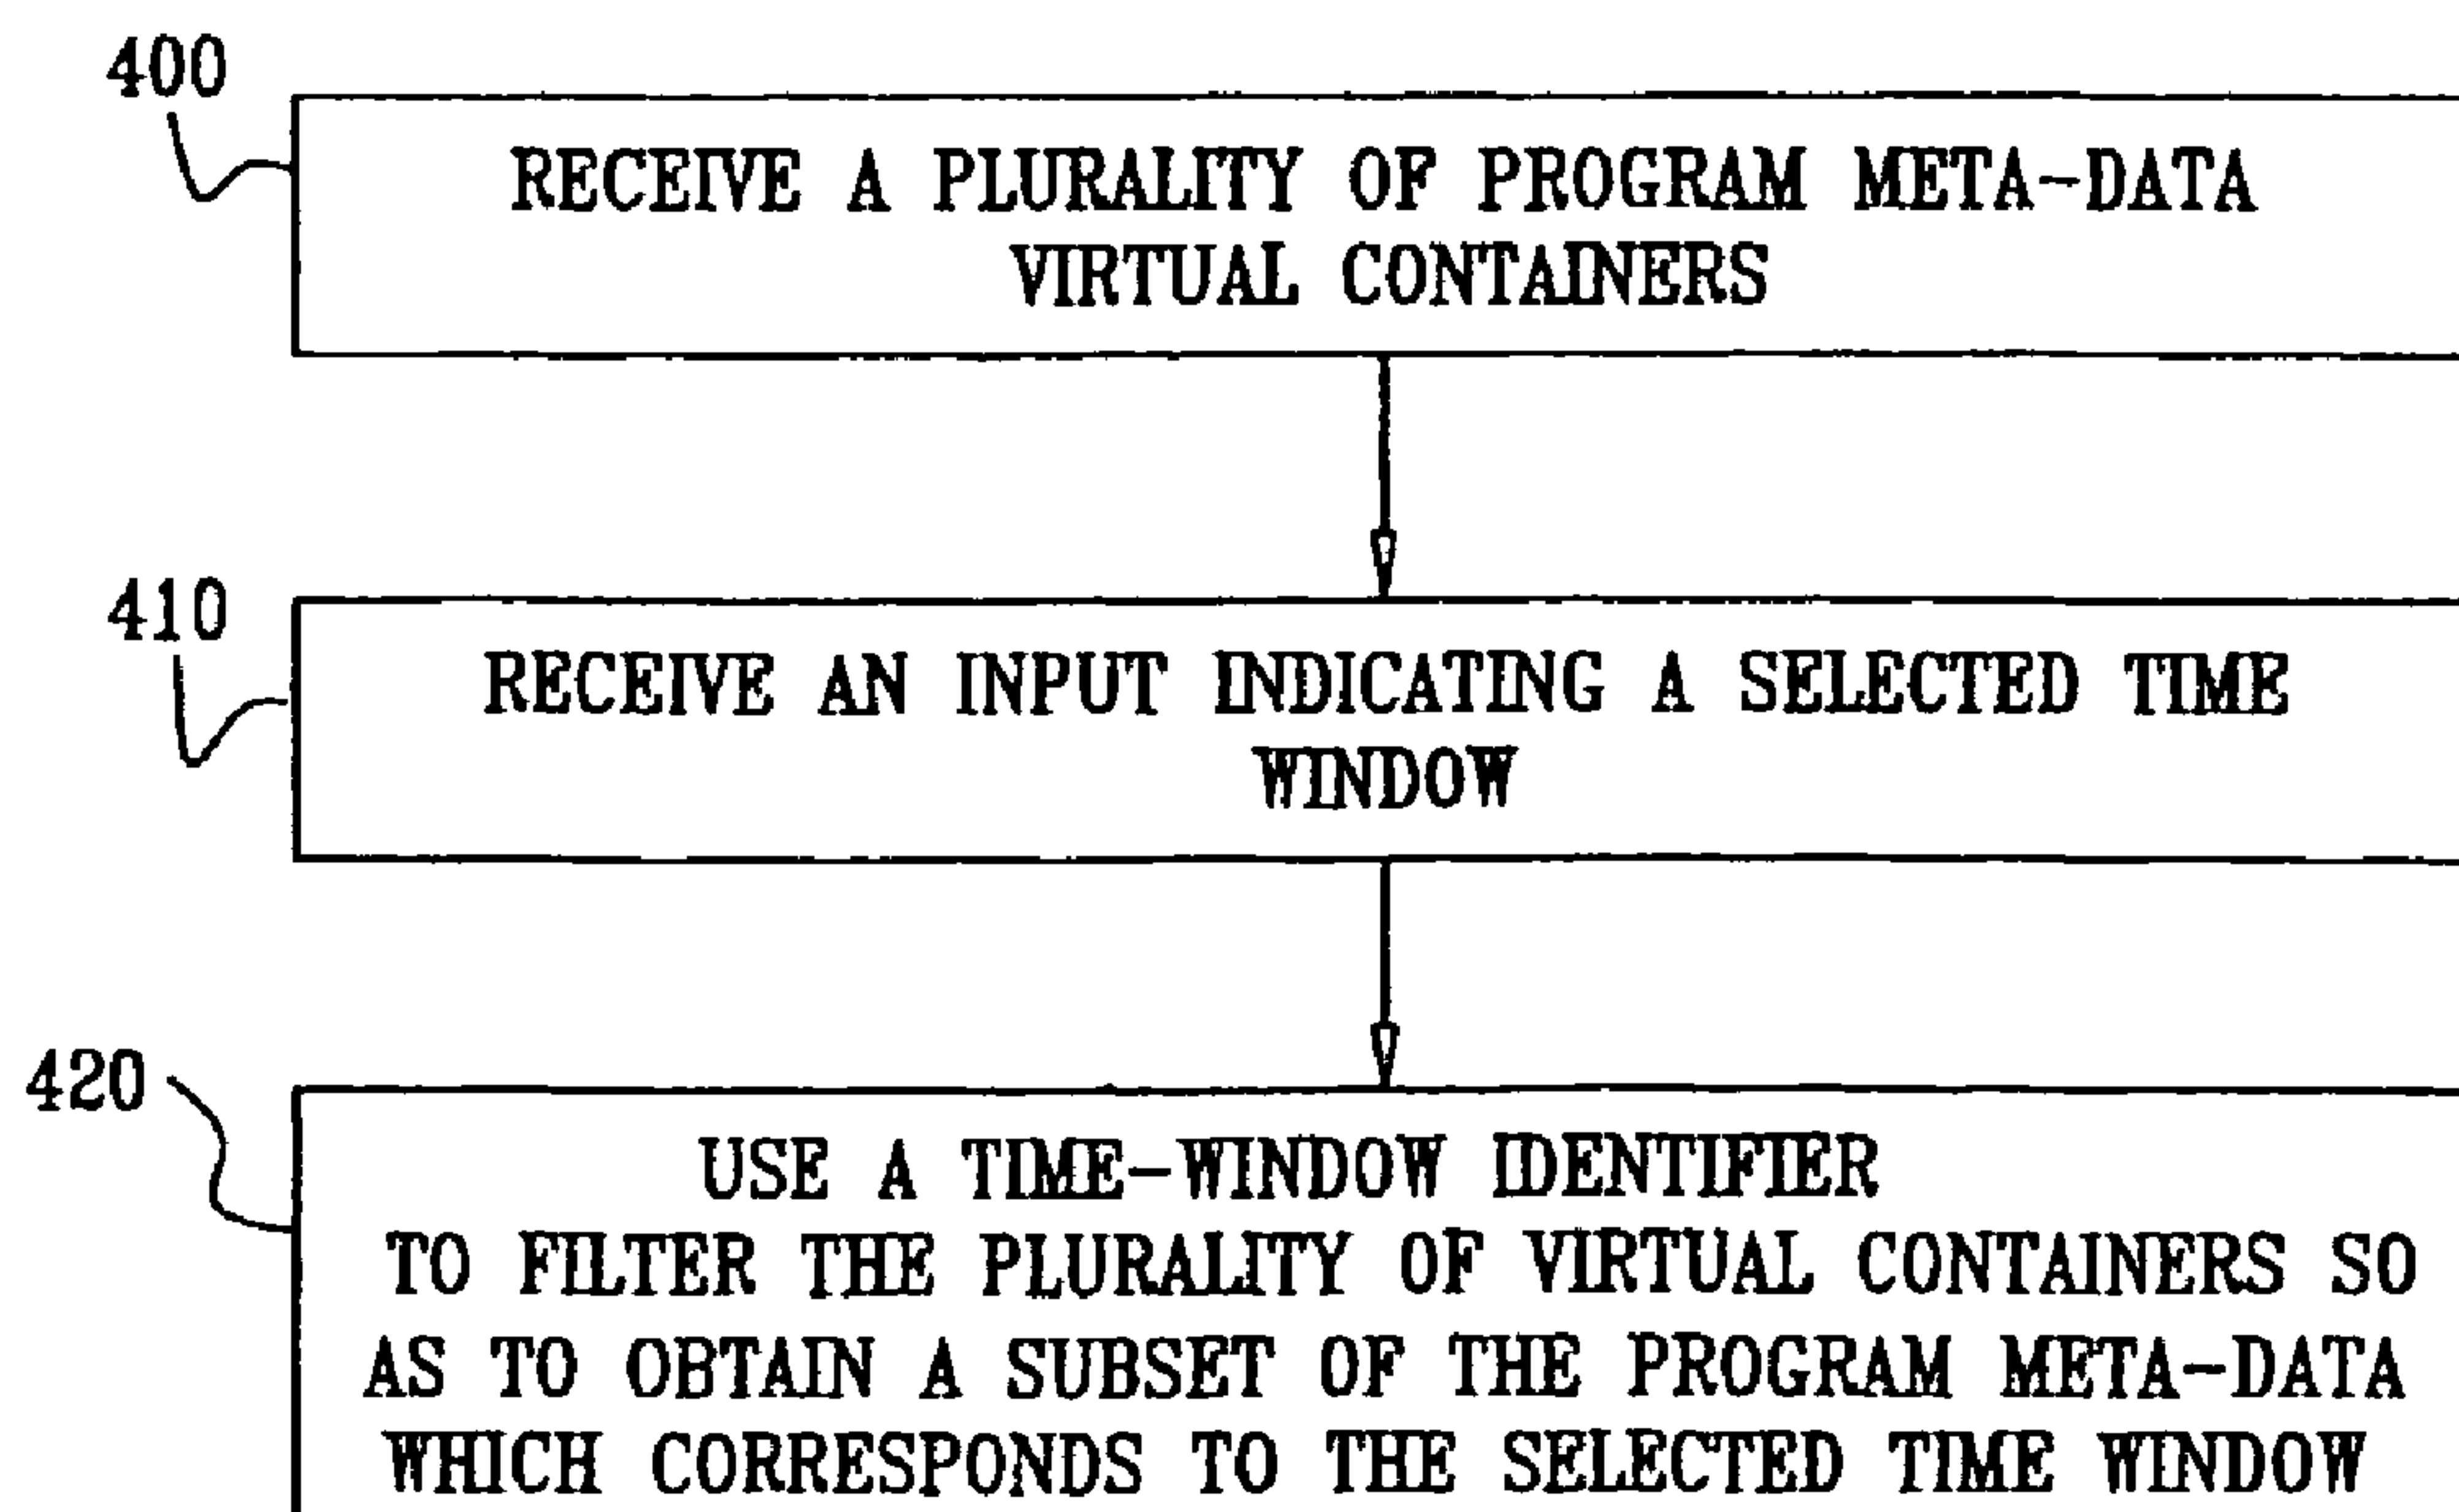 400
RECEIVE A PLURALITY OF PROGRAM META-DATA
VIRTUAL CONTAINERS
410
RECEIVE AN INPUT INDICATING A SELECTED TIME
WINDOW
420
USE A TIME-WINDOW IDENTIFIER
TO FILTER THE PLURALITY OF VIRTUAL CONTAINERS SO
AS TO OBTAIN A SUBSET OF THE PROGRAM META-DATA
WHICH CORRESPONDS TO THE SELECTED TIME WINDOW